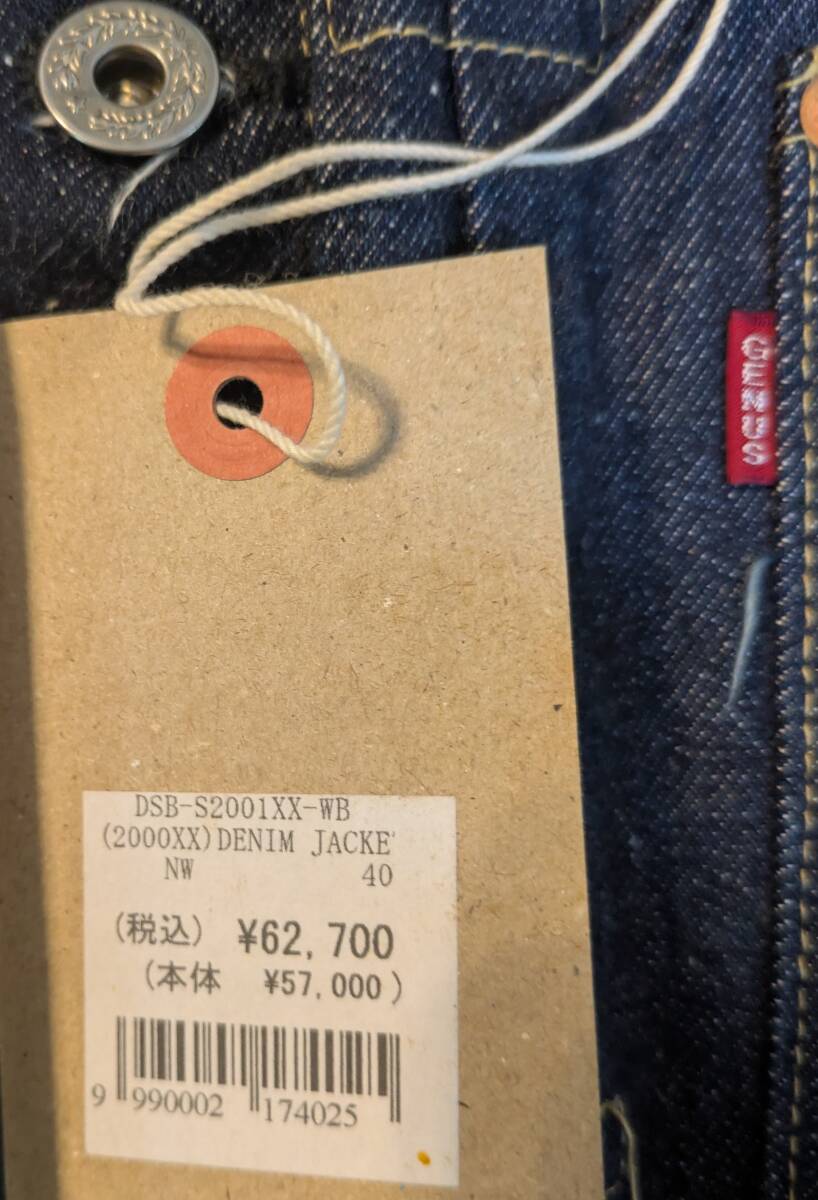 GENUS
DSB-S2001XX-WB
(2000XX)DENIM JACKE
NW 40
(税込) ¥62,700
(本体 ¥57,000)
9 990002 174025